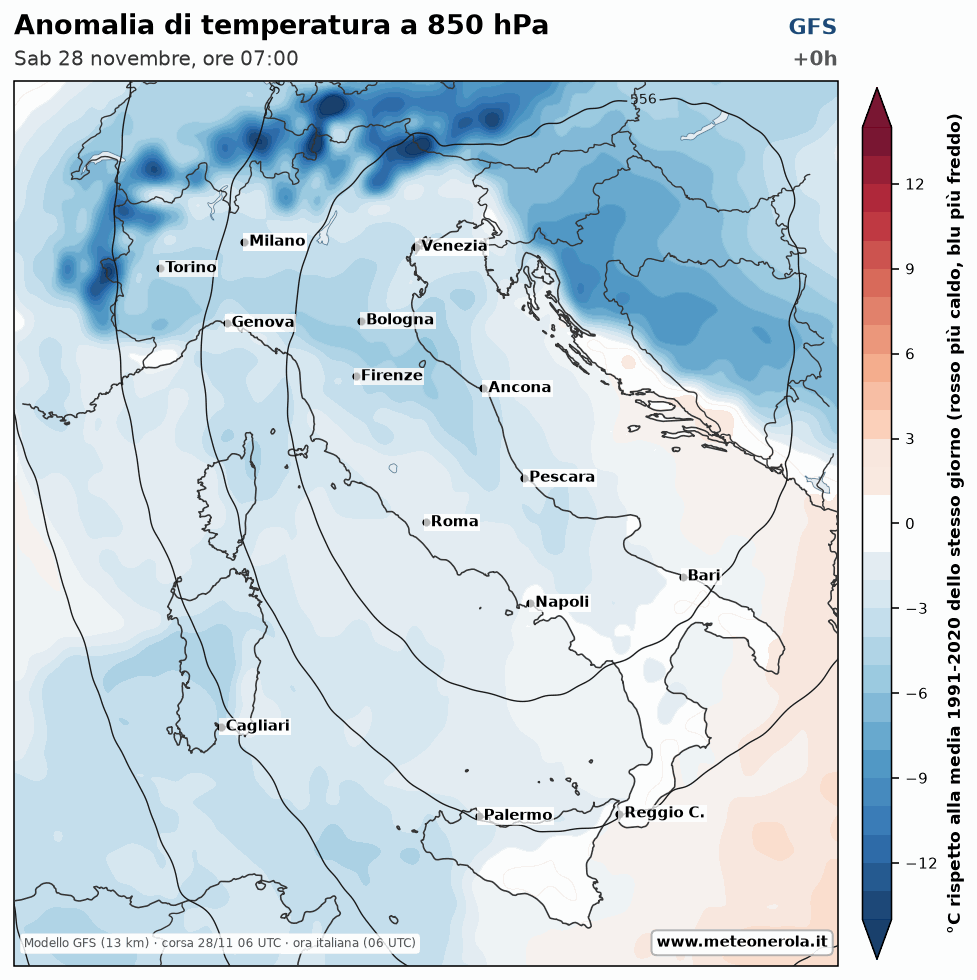 Anomalia di temperatura a 850 hPa
GFS
Sab 28 novembre, ore 07:00
+0h
556
Milano
Venezia
Torino
Genova
Bologna
Firenze
Ancona
Pescara
Roma
Bari
Napoli
Cagliari
Palermo
Reggio C.
12
9
6
3
0
−3
−6
−9
−12
°C rispetto alla media 1991-2020 dello stesso giorno (rosso più caldo, blu più freddo)
Modello GFS (13 km) · corsa 28/11 06 UTC · ora italiana (06 UTC)
www.meteonerola.it